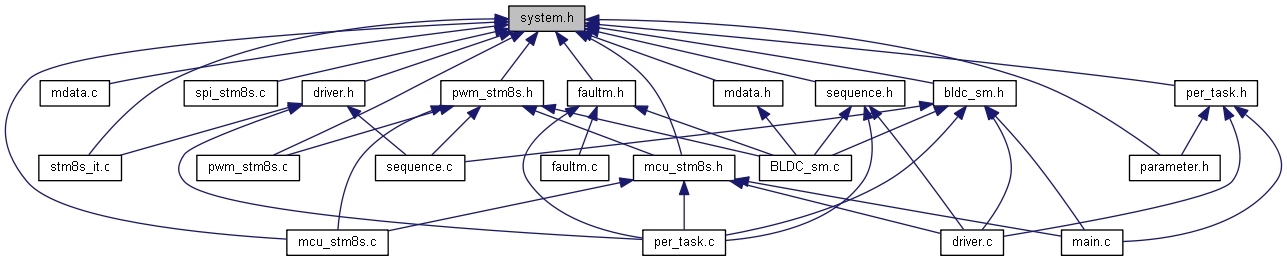 system.h
mdata.c
spi_stm8s.c
driver.h
pwm_stm8s.h
faultm.h
mdata.h
sequence.h
bldc_sm.h
per_task.h
stm8s_it.c
pwm_stm8s.c
sequence.c
faultm.c
mcu_stm8s.h
BLDC_sm.c
parameter.h
mcu_stm8s.c
per_task.c
driver.c
main.c